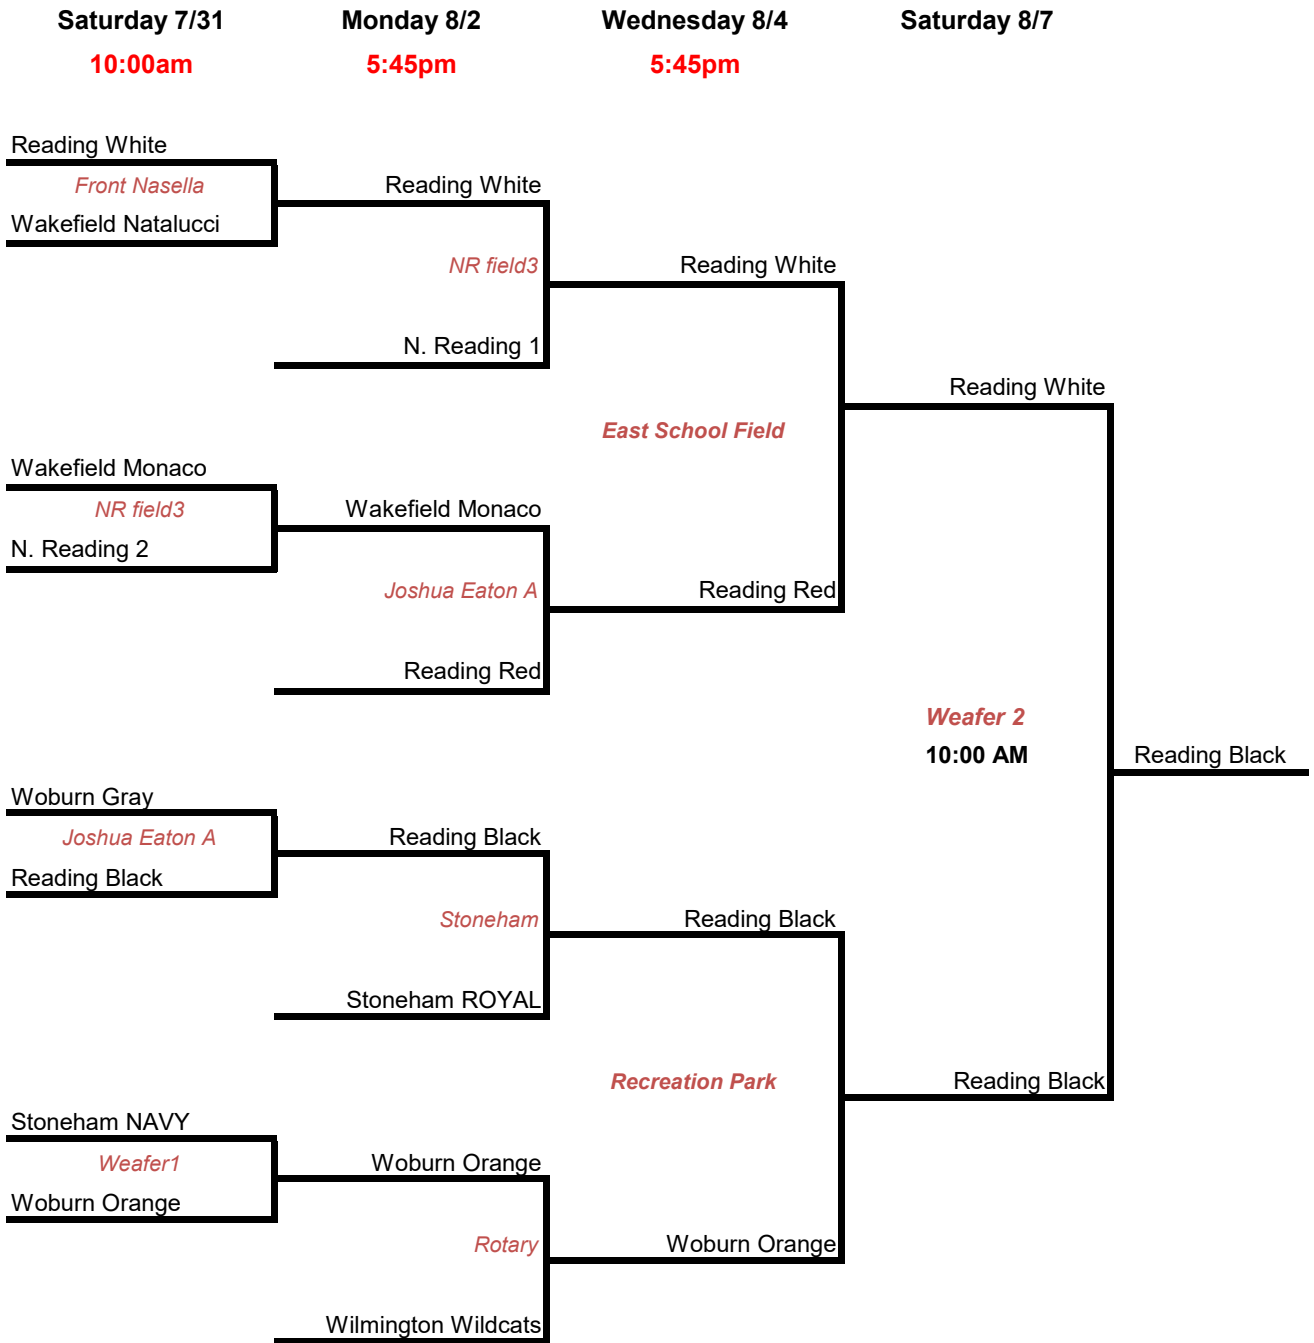 Saturday 7/31 Monday 8/2 Wednesday 8/4 Saturday 8/7
10:00am 5:45pm 5:45pm
Reading White
Front Nasella Reading White
Wakefield Natalucci
NR field3 Reading White
N. Reading 1
Reading White
East School Field
Wakefield Monaco
NR field3 Wakefield Monaco
N. Reading 2
Joshua Eaton A Reading Red
Reading Red
Weafer 2
10:00 AM Reading Black
Woburn Gray
Joshua Eaton A Reading Black
Reading Black
Stoneham Reading Black
Stoneham ROYAL
Recreation Park Reading Black
Stoneham NAVY
Weafer1 Woburn Orange
Woburn Orange
Rotary Woburn Orange
Wilmington Wildcats